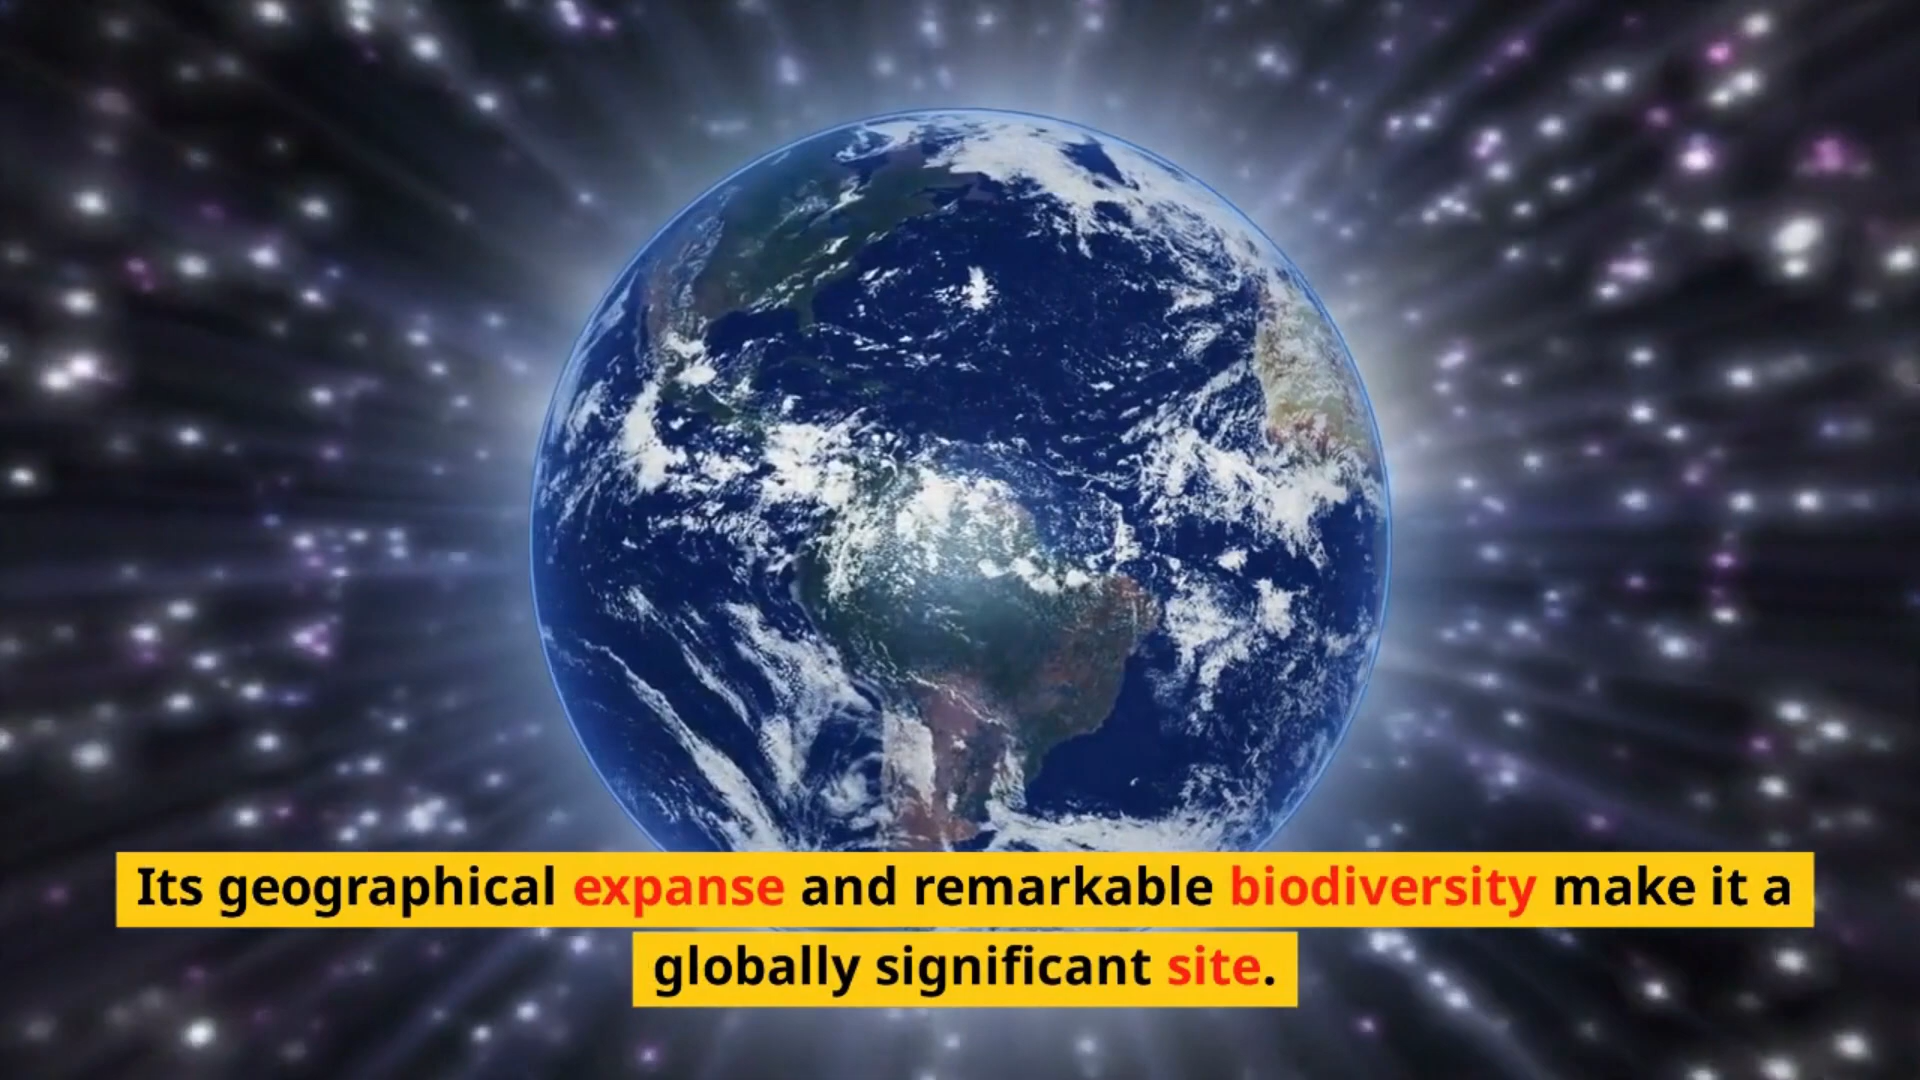 Its geographical expanse and remarkable biodiversity make it a
globally significant site.